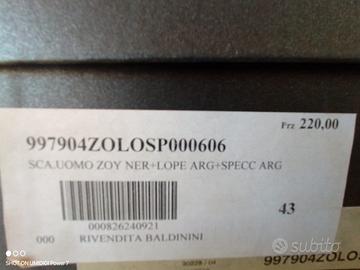 Prz 220,00
997904ZOLOSP000606
SCA.UOMO ZOY NER+LOPE ARG+SPECC ARG
43
000826240921
000 RIVENDITA BALDININI
997904ZOLOS
SHOT ON UMIDIGI Power 7
subito